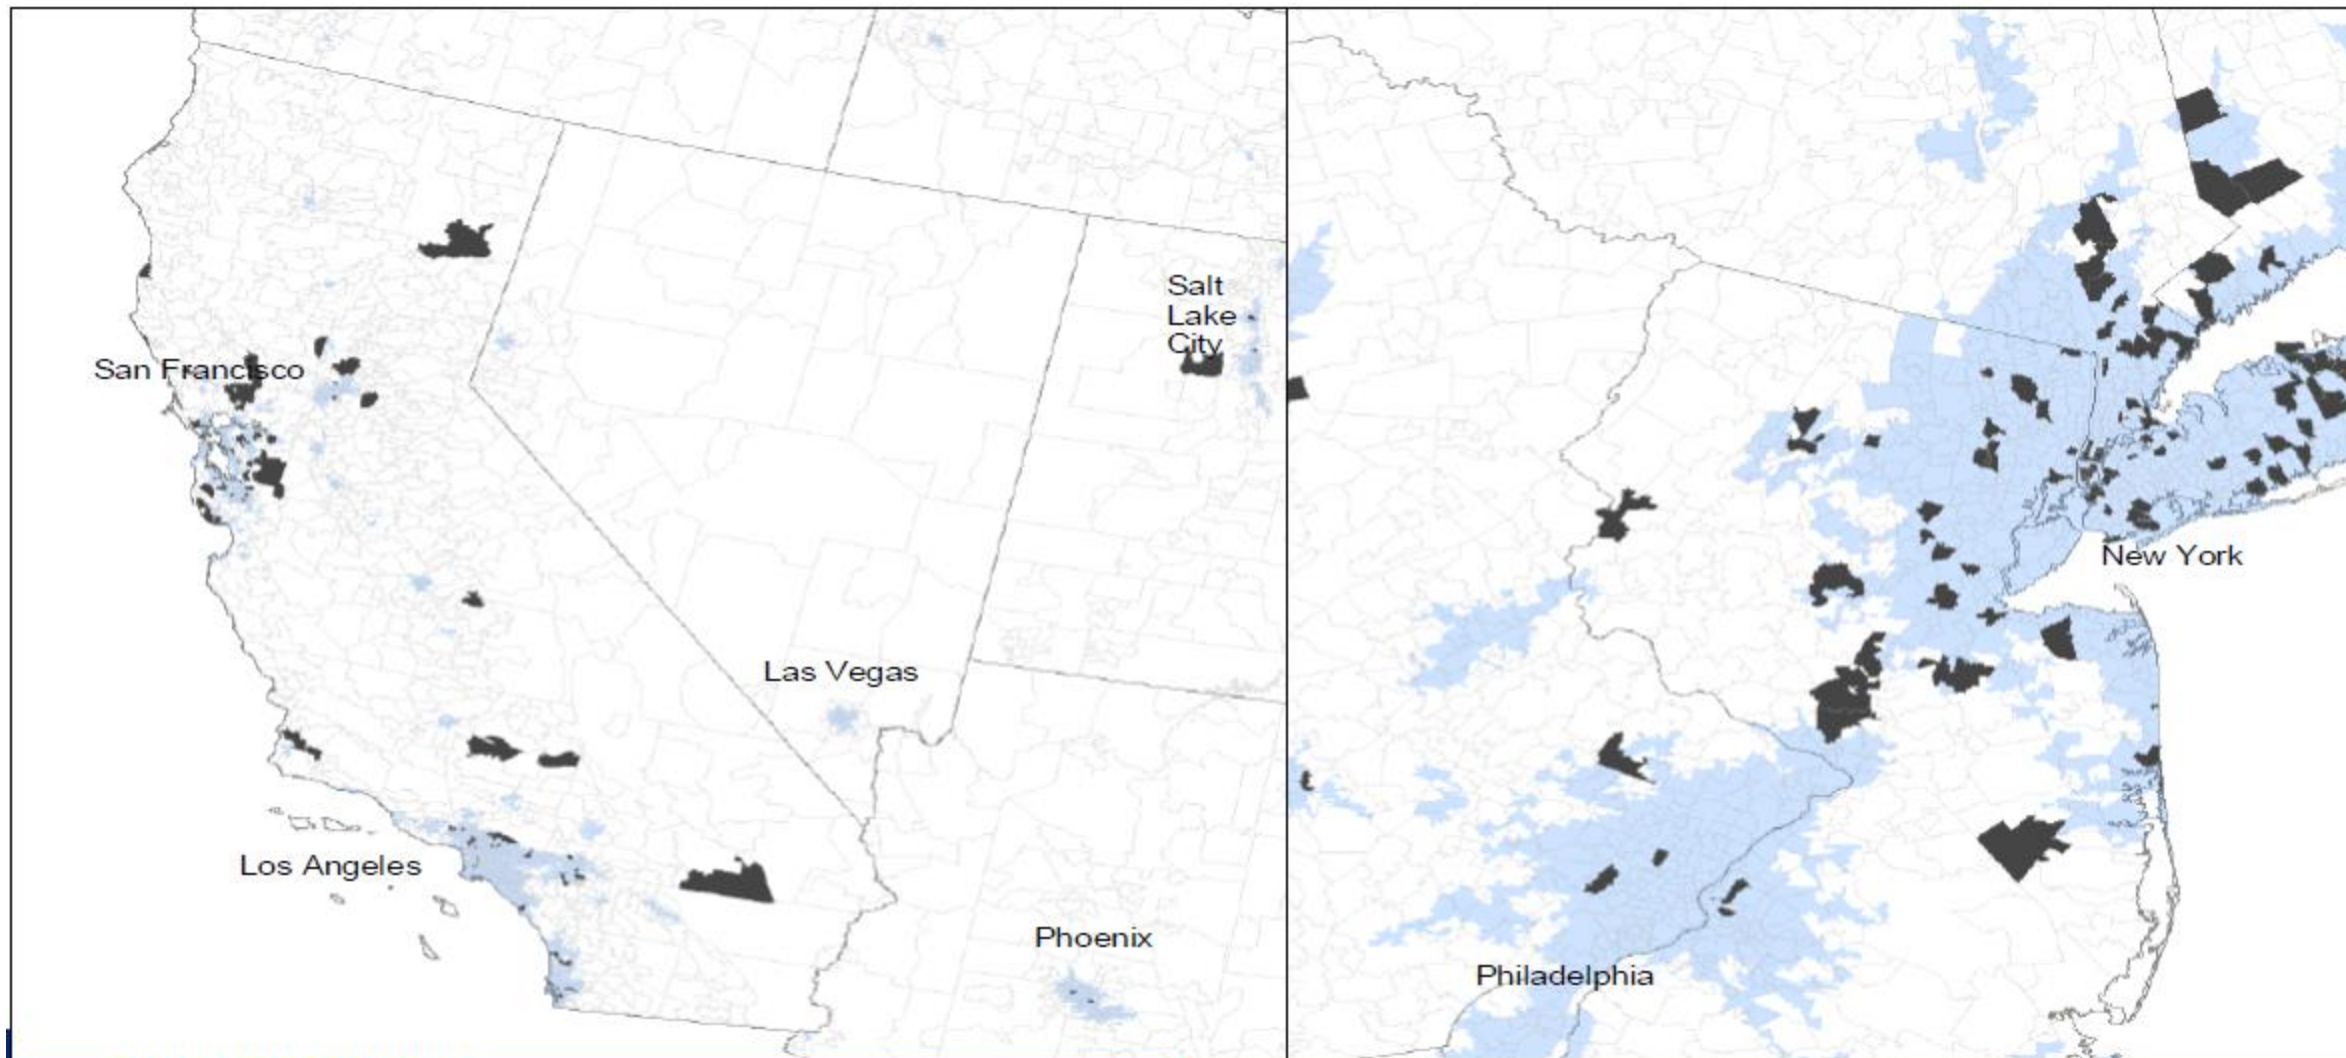 Salt
Lake
City
San Francisco
Las Vegas
Los Angeles
Phoenix
New York
Philadelphia